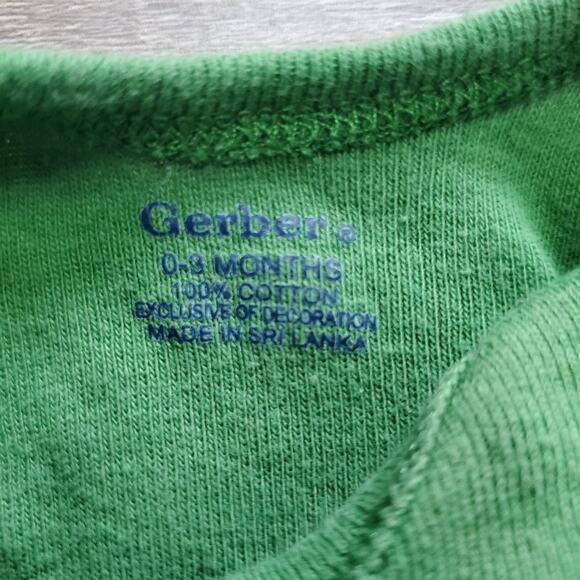 Gerber®
0-3 MONTHS
100% COTTON
EXCLUSIVE OF DECORATION
MADE IN SRI LANKA